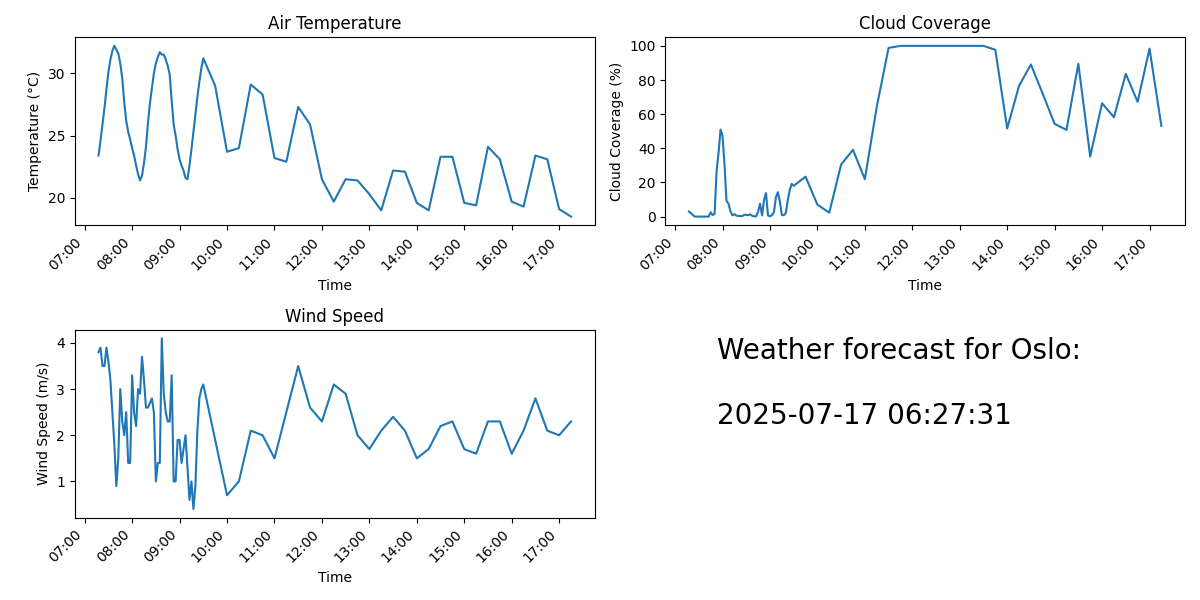 Air Temperature
Temperature (°C)
30
25
20
07:00 08:00 09:00 10:00 11:00 12:00 13:00 14:00 15:00 16:00 17:00
Time
Cloud Coverage
Cloud Coverage (%)
100
80
60
40
20
0
07:00 08:00 09:00 10:00 11:00 12:00 13:00 14:00 15:00 16:00 17:00
Time
Wind Speed
Wind Speed (m/s)
4
3
2
1
07:00 08:00 09:00 10:00 11:00 12:00 13:00 14:00 15:00 16:00 17:00
Time
Weather forecast for Oslo:
2025-07-17 06:27:31